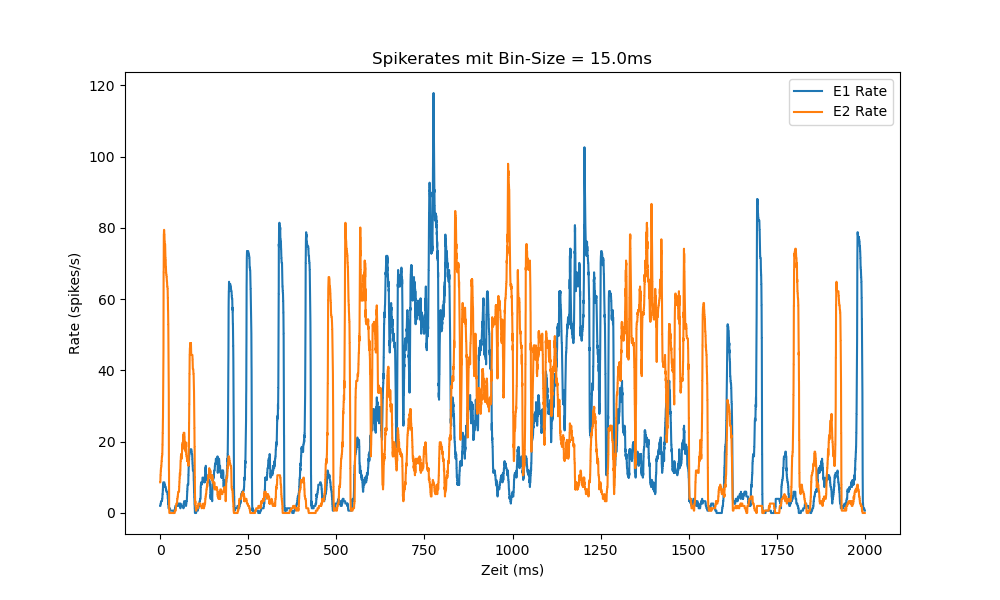 Spikerates mit Bin-Size = 15.0ms
E1 Rate
E2 Rate
Rate (spikes/s)
120
100
80
60
40
20
0
0 250 500 750 1000 1250 1500 1750 2000
Zeit (ms)